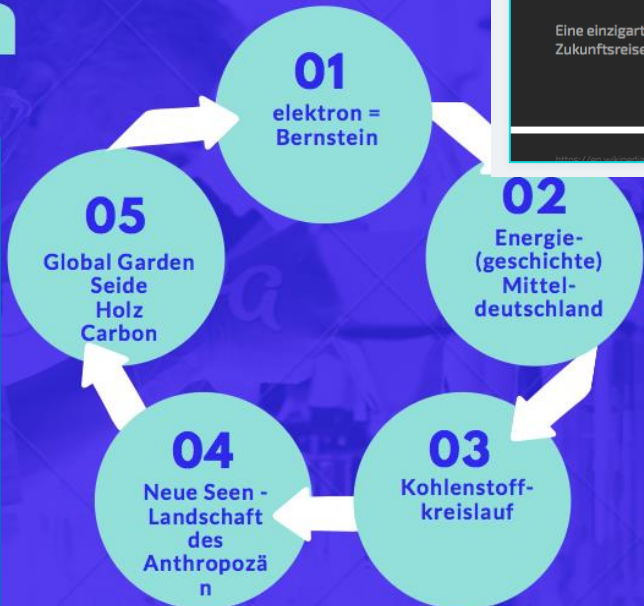 Eine einzigart
Zukunftsreise
01
elektron =
Bernstein
02
Energie-
(geschichte)
Mittel-
deutschland
03
Kohlenstoff-
kreislauf
04
Neue Seen -
Landschaft
des
Anthropozä
n
05
Global Garden
Seide
Holz
Carbon